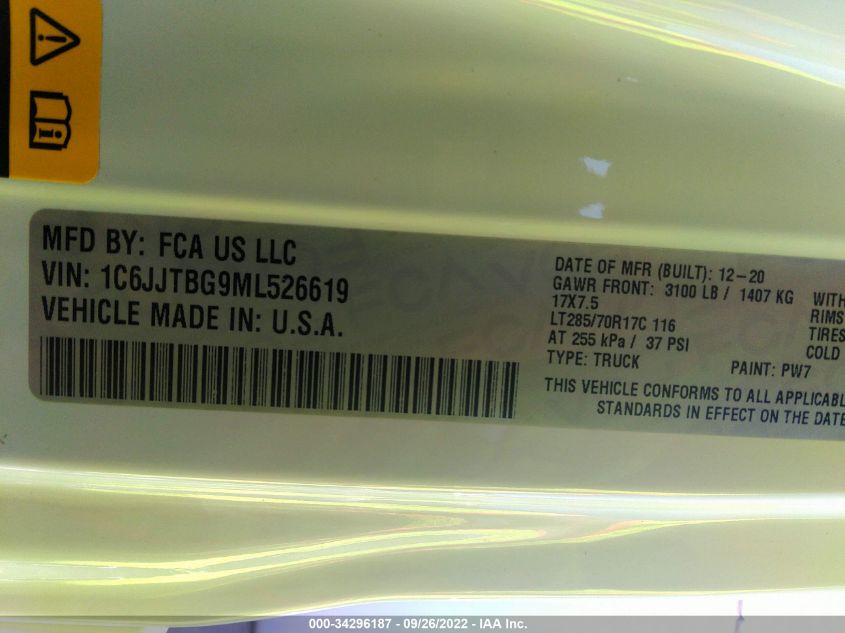 MFD BY: FCA US LLC
VIN: 1C6JJTBG9ML526619
VEHICLE MADE IN: U.S.A.
DATE OF MFR (BUILT): 12-20
GAWR FRONT: 3100 LB / 1407 KG WITH
17X7.5 RIMS
LT285/70R17C 116 TIRES
AT 255 kPa / 37 PSI COLD
TYPE: TRUCK PAINT: PW7
THIS VEHICLE CONFORMS TO ALL APPLICABL
STANDARDS IN EFFECT ON THE DATE
000-34296187 - 09/26/2022 - IAA Inc.